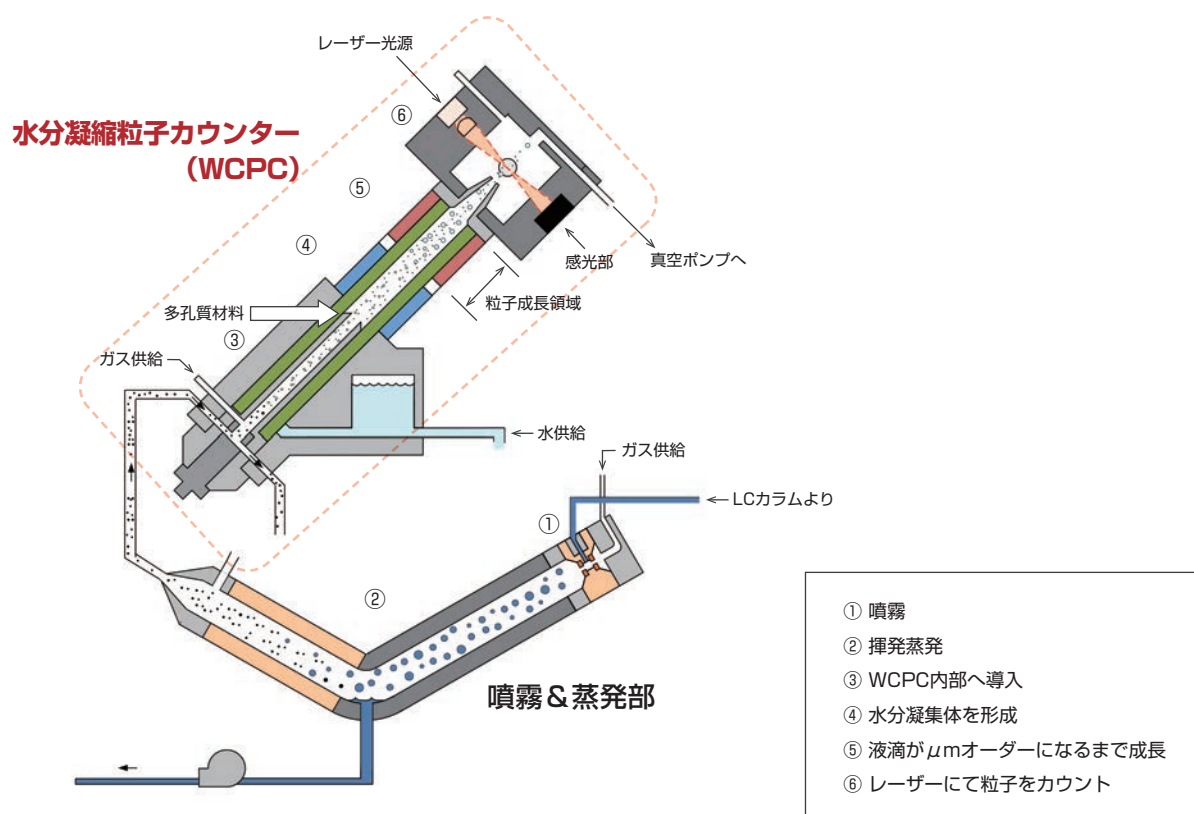 レーザー光源
水分凝縮粒子カウンター
(WCPC)
⑥
⑤
④
感光部
真空ポンプへ
粒子成長領域
多孔質材料
③
ガス供給
水供給
ガス供給
LCカラムより
①
②
噴霧&蒸発部
① 噴霧
② 揮発蒸発
③ WCPC内部へ導入
④ 水分凝集体を形成
⑤ 液滴がμmオーダーになるまで成長
⑥ レーザーにて粒子をカウント